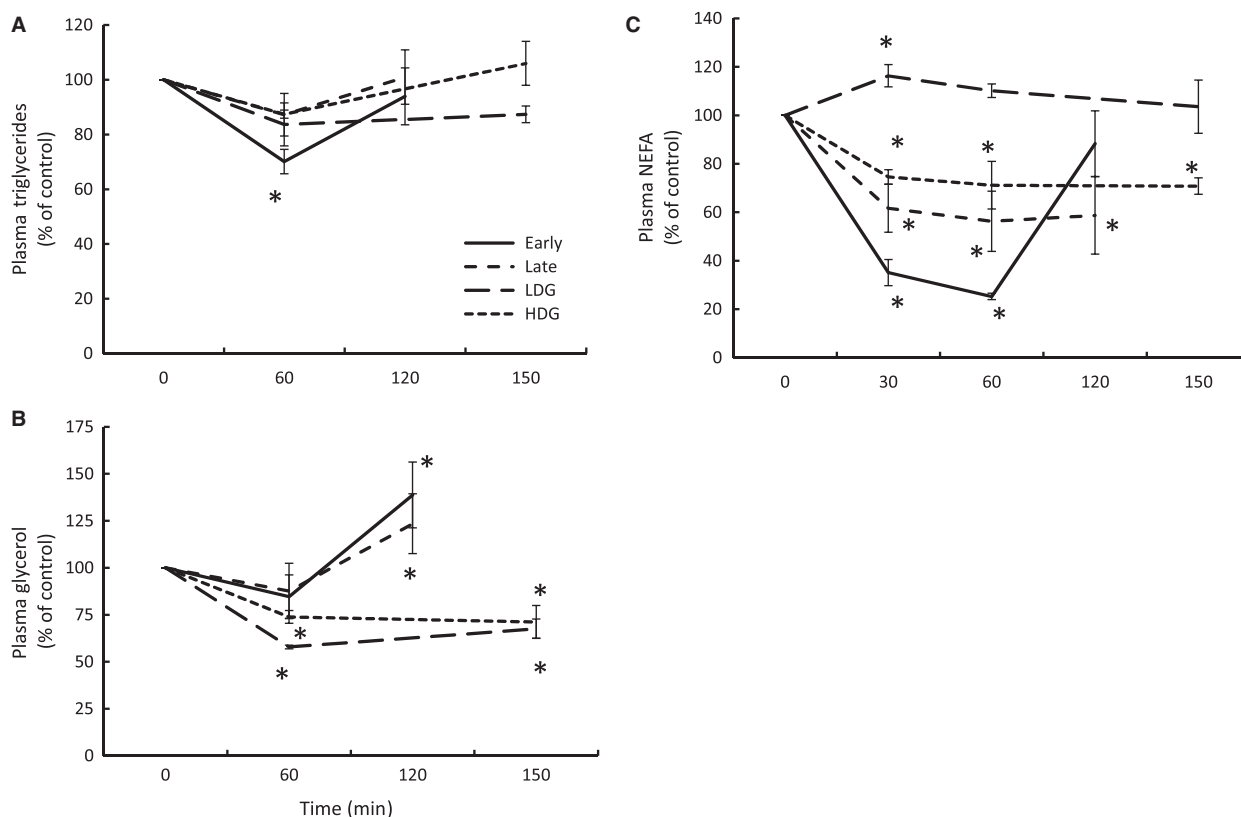 A
120
100
80
60
40
20
0
Plasma triglycerides
(% of control)
*
Early
Late
LDG
HDG
0 60 120 150
B
175
150
125
100
75
50
25
0
Plasma glycerol
(% of control)
*
*
*
*
*
*
0 60 120 150
Time (min)
C
140
120
100
80
60
40
20
0
Plasma NEFA
(% of control)
*
*
*
*
*
*
*
*
*
0 30 60 120 150